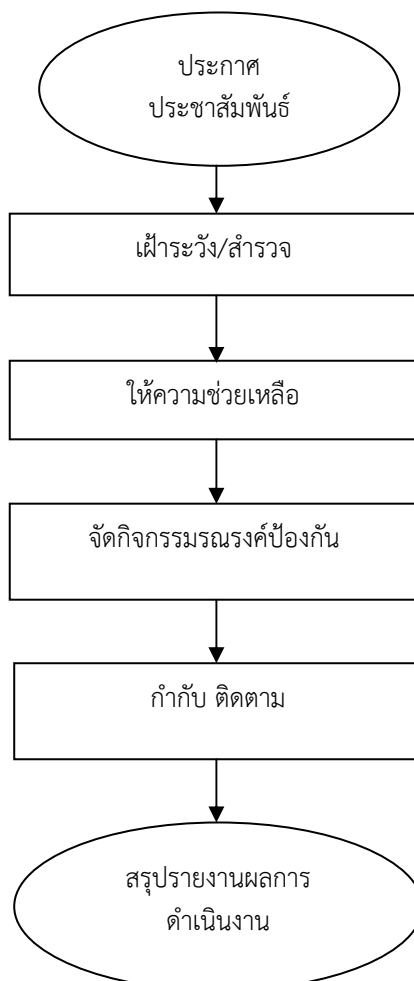 ประกาศ
ประชาสัมพันธ์
เฝ้าระวัง/สำรวจ
ให้ความช่วยเหลือ
จัดกิจกรรมรณรงค์ป้องกัน
กำกับ ติดตาม
สรุปรายงานผลการ
ดำเนินงาน